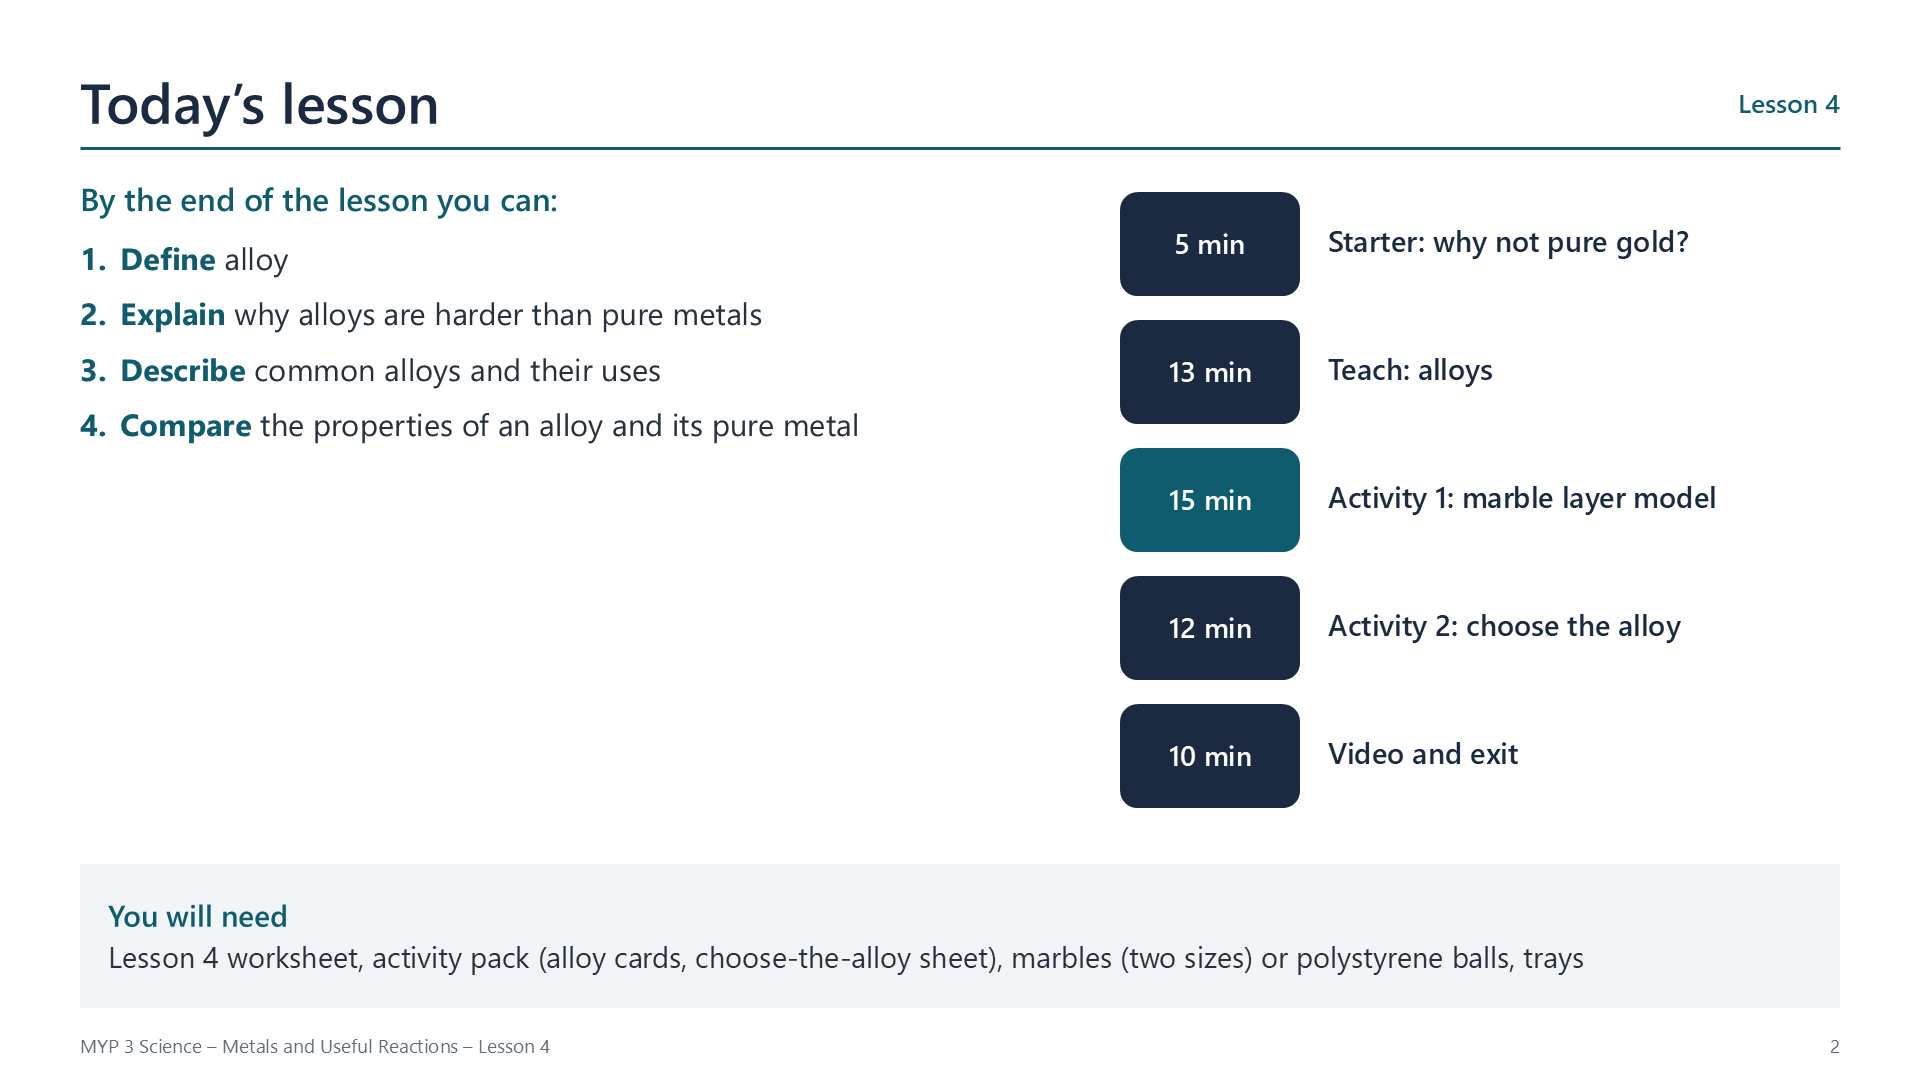 Today’s lesson
Lesson 4
By the end of the lesson you can:
1. Define alloy
2. Explain why alloys are harder than pure metals
3. Describe common alloys and their uses
4. Compare the properties of an alloy and its pure metal
5 min
Starter: why not pure gold?
13 min
Teach: alloys
15 min
Activity 1: marble layer model
12 min
Activity 2: choose the alloy
10 min
Video and exit
You will need
Lesson 4 worksheet, activity pack (alloy cards, choose-the-alloy sheet), marbles (two sizes) or polystyrene balls, trays
MYP 3 Science – Metals and Useful Reactions – Lesson 4
2